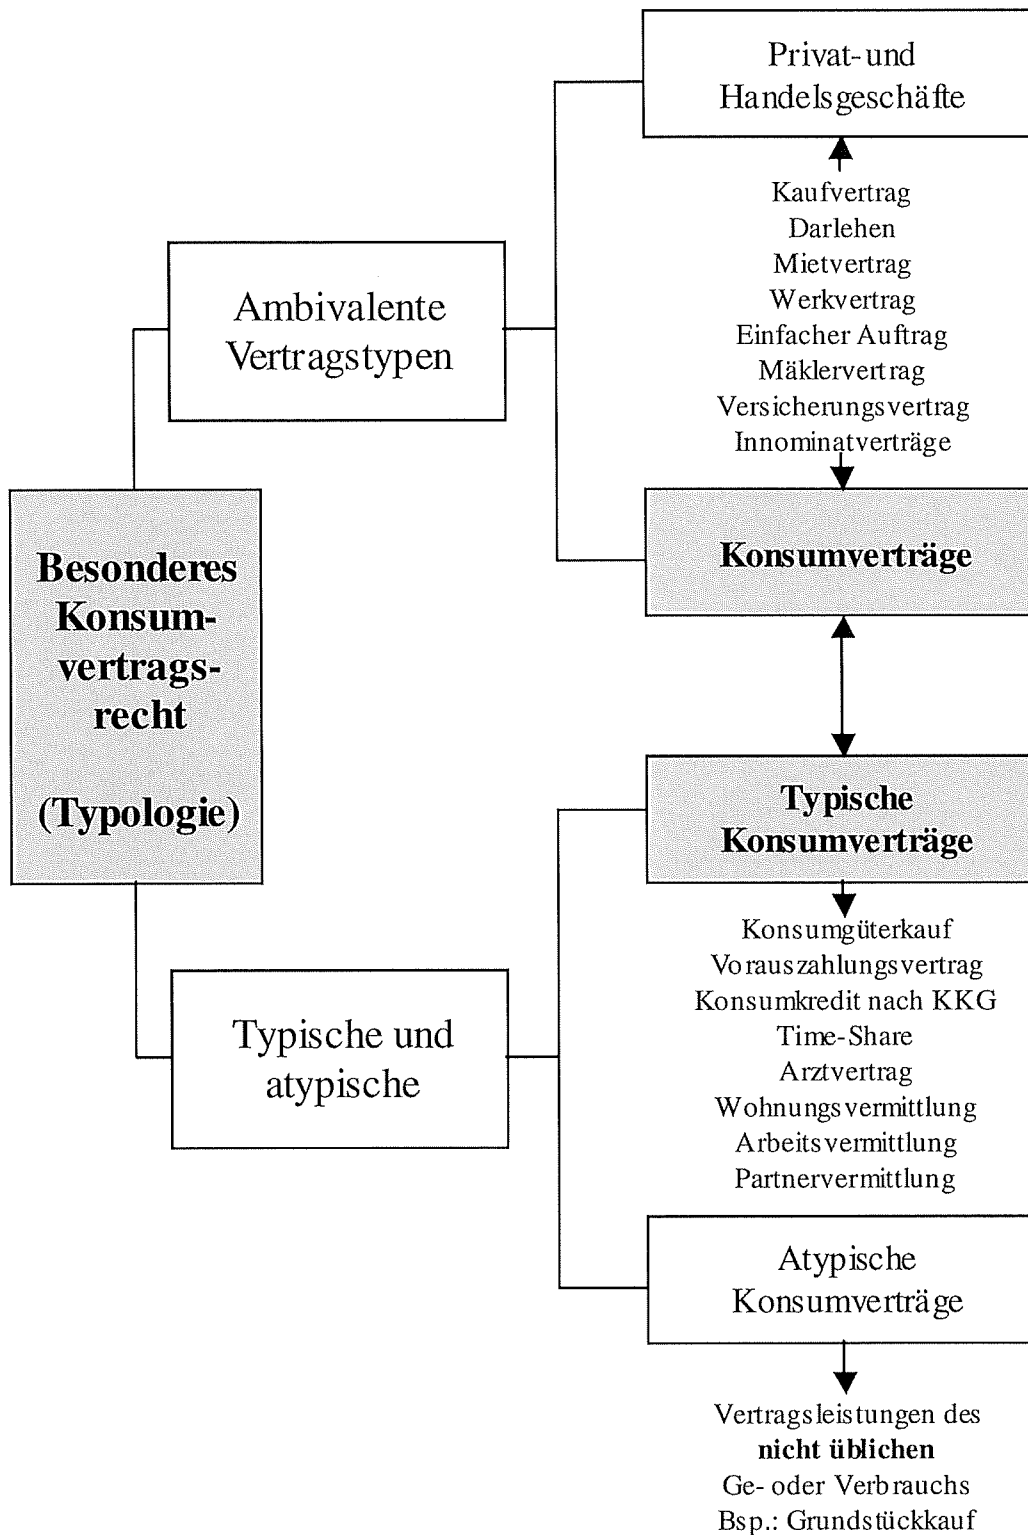 Privat- und
Handelsgeschäfte
Kaufvertrag
Darlehen
Mietvertrag
Werkvertrag
Einfacher Auftrag
Mäklervertrag
Versicherungsvertrag
Innominatverträge
Ambivalente
Vertragstypen
Konsumverträge
Besonderes
Konsum-
vertrags-
recht
(Typologie)
Typische
Konsumverträge
Konsumgüterkauf
Vorauszahlungsvertrag
Konsumkredit nach KKG
Time-Share
Arztvertrag
Wohnungsvermittlung
Arbeitsvermittlung
Partnervermittlung
Typische und
atypische
Atypische
Konsumverträge
Vertragsleistungen des
nicht üblichen
Ge- oder Verbrauchs
Bsp.: Grundstückkauf